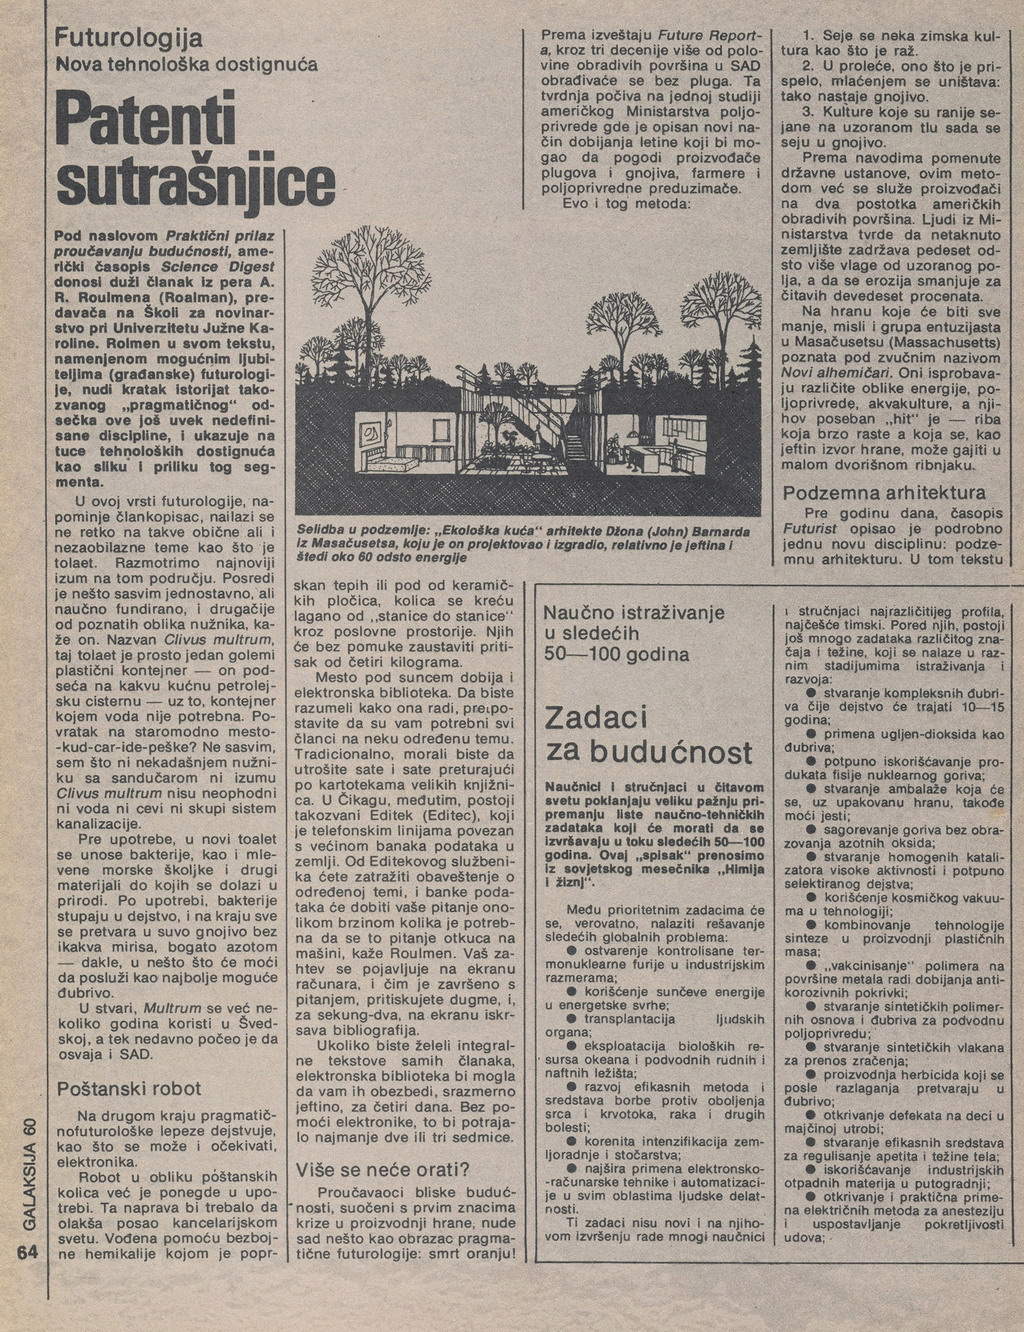 Futurologija
Nova tehnološka dostignuća
Patenti
sutrašnjice
Pod naslovom Praktični prilaz
proučavanju budućnosti, ame-
rički časopis Science Digest
donosi duži članak iz pera A.
R. Roulmena (Roalman), pre-
davača na Školi za novinar-
stvo pri Univerzitetu Južne Ka-
roline. Rolmen u svom tekstu,
namenjenom mogućnim ljubi-
teljima (građanske) futurologi-
je, nudi kratak istorijat tako-
zvanog „pragmatičnog“ od-
sečka ove još uvek nedefini-
sane discipline, i ukazuje na
tuce tehnoloških dostignuća
kao sliku i priliku tog seg-
menta.
U ovoj vrsti futurologije, na-
pominje člankopisac, nailazi se
ne retko na takve obične ali i
nezaobilazne teme kao što je
tolaet. Razmotrimo najnoviji
izum na tom području. Posredi
je nešto sasvim jednostavno, ali
naučno fundirano, i drugačije
od poznatih oblika nužnika, ka-
že on. Nazvan Clivus multrum,
taj tolaet je prosto jedan golemi
plastični kontejner — on pod-
seća na kakvu kućnu petrolej-
sku cisternu — uz to, kontejner
kojem voda nije potrebna. Po-
vratak na staromodno mesto-
-kud-car-ide-peške? Ne sasvim,
sem što ni nekadašnjem nužni-
ku sa sandučarom ni izumu
Clivus multrum nisu neophodni
ni voda ni cevi ni skupi sistem
kanalizacije.
Pre upotrebe, u novi toalet
se unose bakterije, kao i mle-
vene morske školjke i drugi
materijali do kojih se dolazi u
prirodi. Po upotrebi, bakterije
stupaju u dejstvo, i na kraju sve
se pretvara u suvo gnojivo bez
ikakva mirisa, bogato azotom
— dakle, u nešto što će moći
da posluži kao najbolje moguće
đubrivo.
U stvari, Multrum se već ne-
koliko godina koristi u Šved-
skoj, a tek nedavno počeo je da
osvaja i SAD.
Poštanski robot
Na drugom kraju pragmatič-
nofuturološke lepeze dejstvuje,
kao što se može i očekivati,
elektronika.
Robot u obliku poštanskih
kolica već je ponegde u upo-
trebi. Ta naprava bi trebalo da
olakša posao kancelarijskom
svetu. Vođena pomoću bezboj-
ne hemikalije kojom je popr-
GALAKSIJA 60
64
Selidba u podzemlje: „Ekološka kuća“ arhitekte Džona (John) Barnarda
iz Masačusetsa, koju je on projektovao i izgradio, relativno je jeftina i
štedi oko 60 odsto energije
skan tepih ili pod od keramič-
kih pločica, kolica se kreću
lagano od „stanice do stanice“
kroz poslovne prostorije. Njih
će bez pomuke zaustaviti priti-
sak od četiri kilograma.
Mesto pod suncem dobija i
elektronska biblioteka. Da biste
razumeli kako ona radi, pretpo-
stavite da su vam potrebni svi
članci na neku određenu temu.
Tradicionalno, morali biste da
utrošite sate i sate preturajući
po kartotekama velikih knjižni-
ca. U Čikagu, međutim, postoji
takozvani Editek (Editec), koji
je telefonskim linijama povezan
s većinom banaka podataka u
zemlji. Od Editekovog službeni-
ka ćete zatražiti obaveštenje o
određenoj temi, i banke poda-
taka će dobiti vaše pitanje ono-
likom brzinom kolika je potreb-
na da se to pitanje otkuca na
mašini, kaže Roulmen. Vaš za-
htev se pojavljuje na ekranu
računara, i čim je završeno s
pitanjem, pritiskujete dugme, i,
za sekung-dva, na ekranu iskr-
sava bibliografija.
Ukoliko biste želeli integral-
ne tekstove samih članaka,
elektronska biblioteka bi mogla
da vam ih obezbedi, srazmerno
jeftino, za četiri dana. Bez po-
moći elektronike, to bi potraja-
lo najmanje dve ili tri sedmice.
Više se neće orati?
Proučavaoci bliske buduć-
nosti, suočeni s prvim znacima
krize u proizvodnji hrane, nude
sad nešto kao obrazac pragma-
tične futurologije: smrt oranju!
Prema izveštaju Future Report-
a, kroz tri decenije više od polo-
vine obradivih površina u SAD
obrađivaće se bez pluga. Ta
tvrdnja počiva na jednoj studiji
američkog Ministarstva poljo-
privrede gde je opisan novi na-
čin dobijanja letine koji bi mo-
gao da pogodi proizvođače
plugova i gnojiva, farmere i
poljoprivredne preduzimače.
Evo i tog metoda:
1. Seje se neka zimska kul-
tura kao što je raž.
2. U proleće, ono što je pri-
spelo, mlaćenjem se uništava:
tako nastaje gnojivo.
3. Kulture koje su ranije se-
jane na uzoranom tlu sada se
seju u gnojivo.
Prema navodima pomenute
državne ustanove, ovim meto-
dom već se služe proizvođači
na dva postotka američkih
obradivih površina. Ljudi iz Mi-
nistarstva tvrde da netaknuto
zemljište zadržava pedeset od-
sto više vlage od uzoranog po-
lja, a da se erozija smanjuje za
čitavih devedeset procenata.
Na hranu koje će biti sve
manje, misli i grupa entuzijasta
u Masačusetsu (Massachusetts)
poznata pod zvučnim nazivom
Novi alhemičari. Oni isprobava-
ju različite oblike energije, po-
ljoprivrede, akvakulture, a nji-
hov poseban „hit“ je — riba
koja brzo raste a koja se, kao
jeftin izvor hrane, može gajiti u
malom dvorišnom ribnjaku.
Podzemna arhitektura
Pre godinu dana, časopis
Futurist opisao je podrobno
jednu novu disciplinu: podze-
mnu arhitekturu. U tom tekstu
Naučno istraživanje
u sledećih
50—100 godina
Zadaci
za budućnost
Naučnici i stručnjaci u čitavom
svetu poklanjaju veliku pažnju pri-
premanju liste naučno-tehničkih
zadataka koji će morati da se
izvršavaju u toku sledećih 50—100
godina. Ovaj „spisak“ prenosimo
iz sovjetskog mesečnika „Himija
i žiznj“.
Među prioritetnim zadacima će
se, verovatno, nalaziti rešavanje
sledećih globalnih problema:
● ostvarenje kontrolisane ter-
monuklearne furije u industrijskim
razmerama;
● korišćenje sunčeve energije
u energetske svrhe;
● transplantacija ljudskih
organa;
● eksploatacija bioloških re-
sursa okeana i podvodnih rudnih i
naftnih ležišta;
● razvoj efikasnih metoda i
sredstava borbe protiv oboljenja
srca i krvotoka, raka i drugih
bolesti;
● korenita intenzifikacija zem-
ljoradnje i stočarstva;
● najšira primena elektronsko-
-računarske tehnike i automatizaci-
je u svim oblastima ljudske delat-
nosti.
Ti zadaci nisu novi i na njiho-
vom izvršenju rade mnogi naučnici
i stručnjaci najrazličitijeg profila,
najčešće timski. Pored njih, postoji
još mnogo zadataka različitog zna-
čaja i težine, koji se nalaze u raz-
nim stadijumima istraživanja i
razvoja:
● stvaranje kompleksnih đubri-
va čije dejstvo će trajati 10—15
godina;
● primena ugljen-dioksida kao
đubriva;
● potpuno iskorišćavanje pro-
dukata fisije nuklearnog goriva;
● stvaranje ambalaže koja će
se, uz upakovanu hranu, takođe
moći jesti;
● sagorevanje goriva bez obra-
zovanja azotnih oksida;
● stvaranje homogenih katali-
zatora visoke aktivnosti i potpuno
selektiranog dejstva;
● korišćenje kosmičkog vakuu-
ma u tehnologiji;
● kombinovanje tehnologije
sinteze u proizvodnji plastičnih
masa;
● „vakcinisanje“ polimera na
površine metala radi dobijanja anti-
korozivnih pokrivki;
● stvaranje sintetičkih polimer-
nih osnova i đubriva za podvodnu
poljoprivredu;
● stvaranje sintetičkih vlakana
za prenos zračenja;
● proizvodnja herbicida koji se
posle razlaganja pretvaraju u
đubrivo;
● otkrivanje defekata na deci u
majčinoj utrobi;
● stvaranje efikasnih sredstava
za regulisanje apetita i težine tela;
● iskorišćavanje industrijskih
otpadnih materija u putogradnji;
● otkrivanje i praktična prime-
na električnih metoda za anesteziju
i uspostavljanje pokretljivosti
udova;